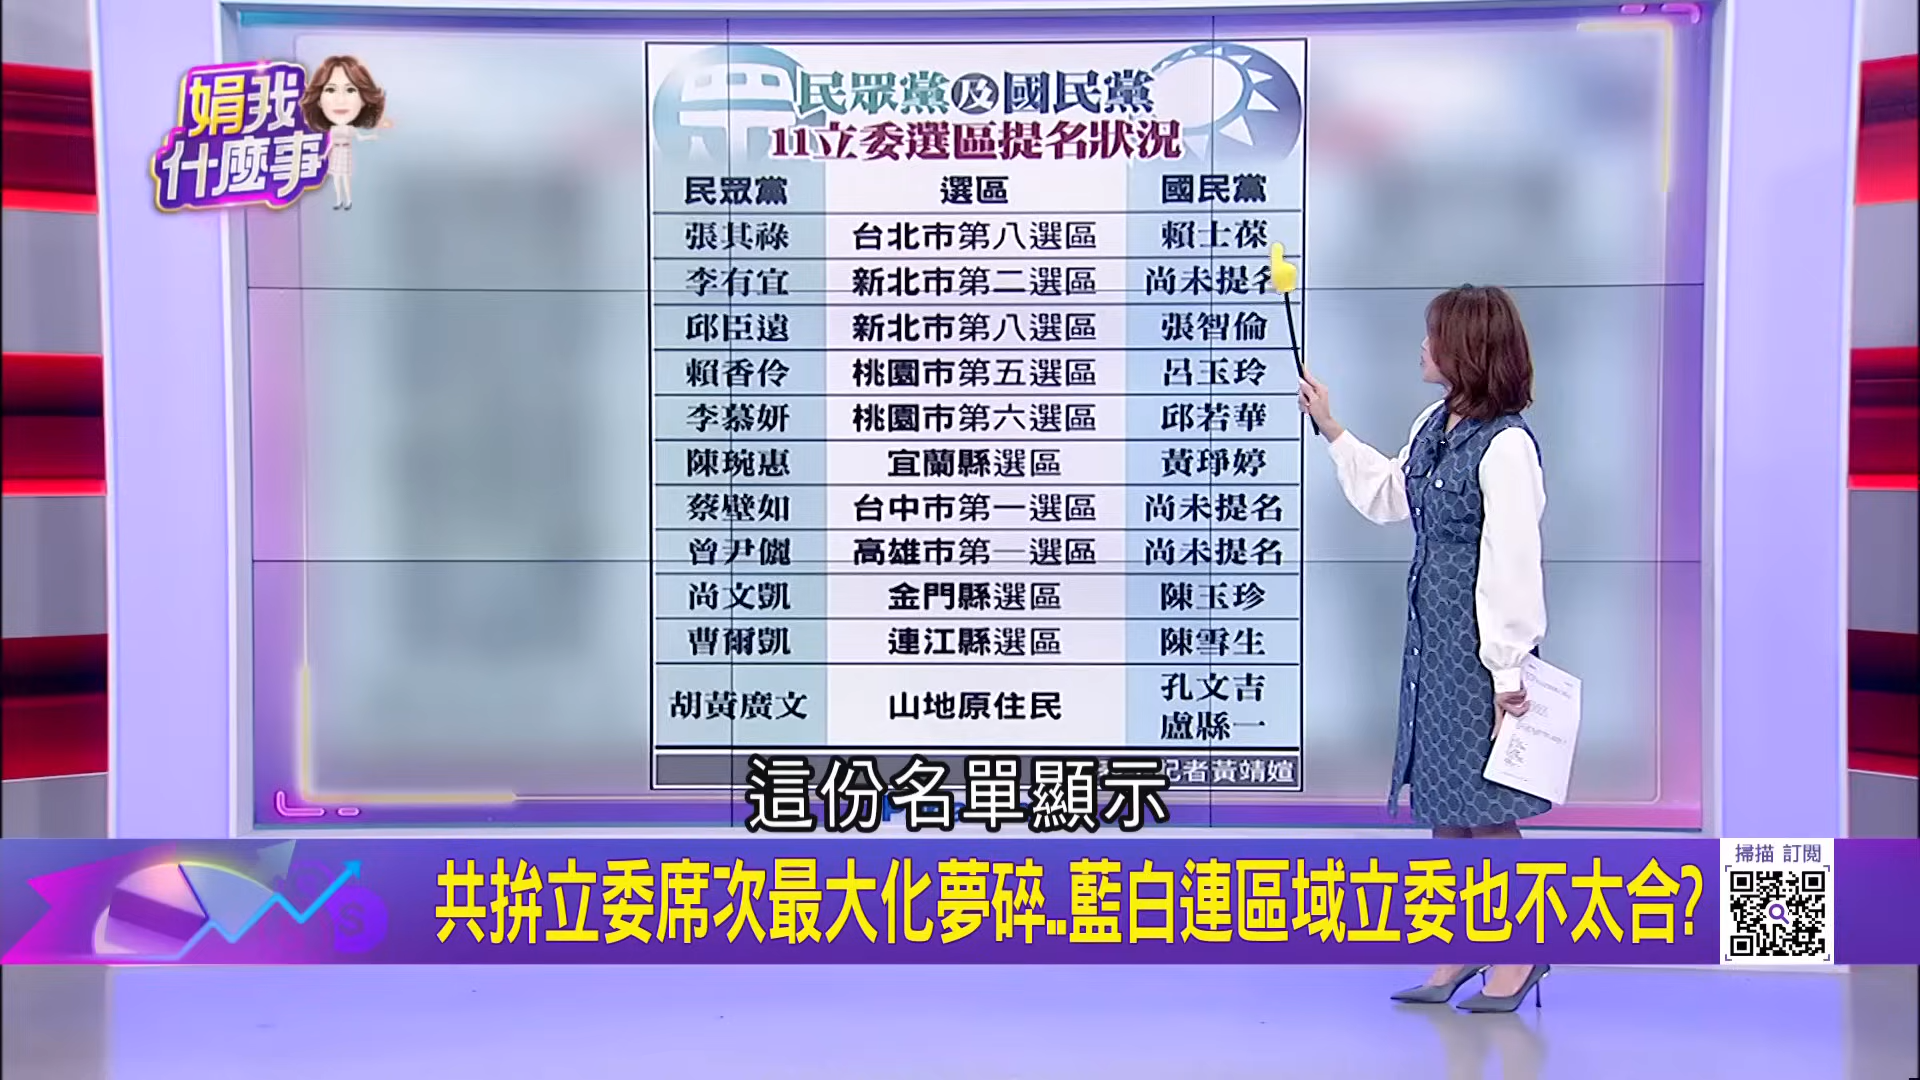 娟我
什麼事
民眾黨及國民黨
11立委選區提名狀況
民眾黨 選區 國民黨
張其祿 台北市第八選區 賴士葆
李有宜 新北市第二選區 尚未提名
邱臣遠 新北市第八選區 張智倫
賴香伶 桃園市第五選區 呂玉玲
李慕妍 桃園市第六選區 邱若華
陳琬惠 宜蘭縣選區 黃琤婷
蔡壁如 台中市第一選區 尚未提名
曾尹儷 高雄市第一選區 尚未提名
尚文凱 金門縣選區 陳玉珍
曹爾凱 連江縣選區 陳雪生
胡黃廣文 山地原住民 孔文吉
盧縣一
記者黃靖媗
這份名單顯示
共拚立委席次最大化夢碎..藍白連區域立委也不太合?
掃描 訂閱